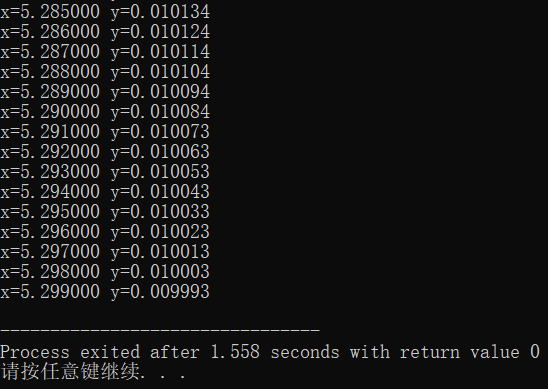 x=5.285000 y=0.010134
x=5.286000 y=0.010124
x=5.287000 y=0.010114
x=5.288000 y=0.010104
x=5.289000 y=0.010094
x=5.290000 y=0.010084
x=5.291000 y=0.010073
x=5.292000 y=0.010063
x=5.293000 y=0.010053
x=5.294000 y=0.010043
x=5.295000 y=0.010033
x=5.296000 y=0.010023
x=5.297000 y=0.010013
x=5.298000 y=0.010003
x=5.299000 y=0.009993
--------------------------------
Process exited after 1.558 seconds with return value 0
请按任意键继续. . .